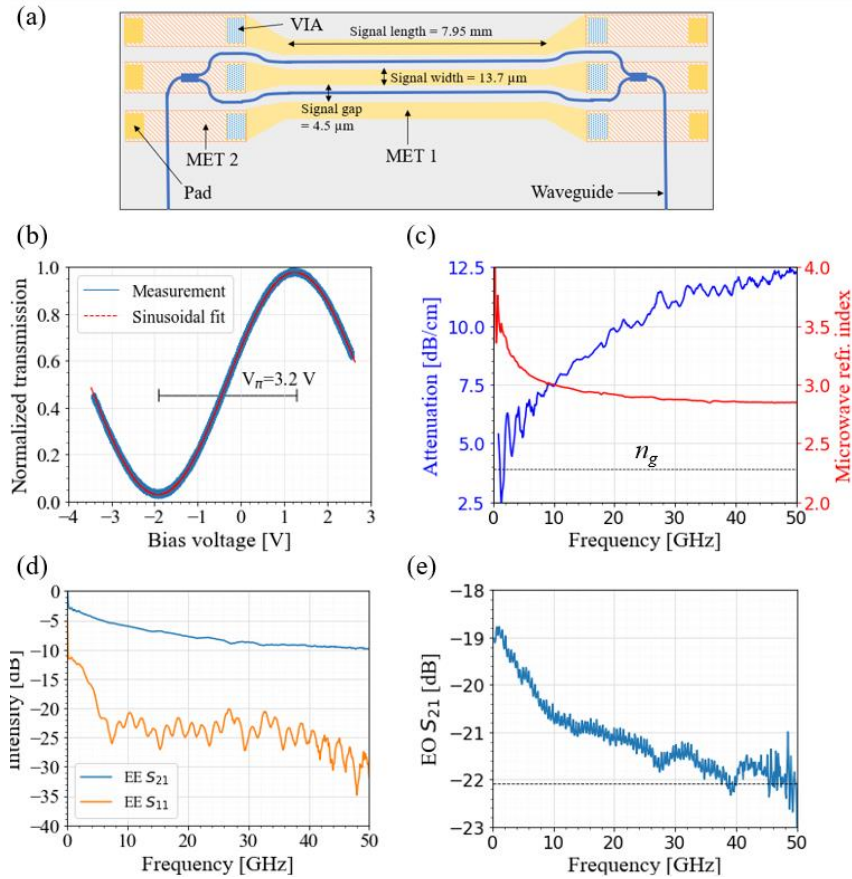 (a)
VIA
Signal length = 7.95 mm
Signal width = 13.7 µm
Signal gap
= 4.5 µm
MET 2
MET 1
Pad
Waveguide
(b)
Normalized transmission
1.0
0.8
0.6
0.4
0.2
0.0
Measurement
Sinusoidal fit
Vπ=3.2 V
−4 −3 −2 −1 0 1 2 3
Bias voltage [V]
(c)
Attenuation [dB/cm]
12.5
10.0
7.5
5.0
2.5
n_g
4.0
3.5
3.0
2.5
2.0
Microwave refr. index
0 10 20 30 40 50
Frequency [GHz]
(d)
Intensity [dB]
0
−5
−10
−15
−20
−25
−30
−35
−40
EE S21
EE S11
0 10 20 30 40 50
Frequency [GHz]
(e)
EO S21 [dB]
−18
−19
−20
−21
−22
−23
0 10 20 30 40 50
Frequency [GHz]